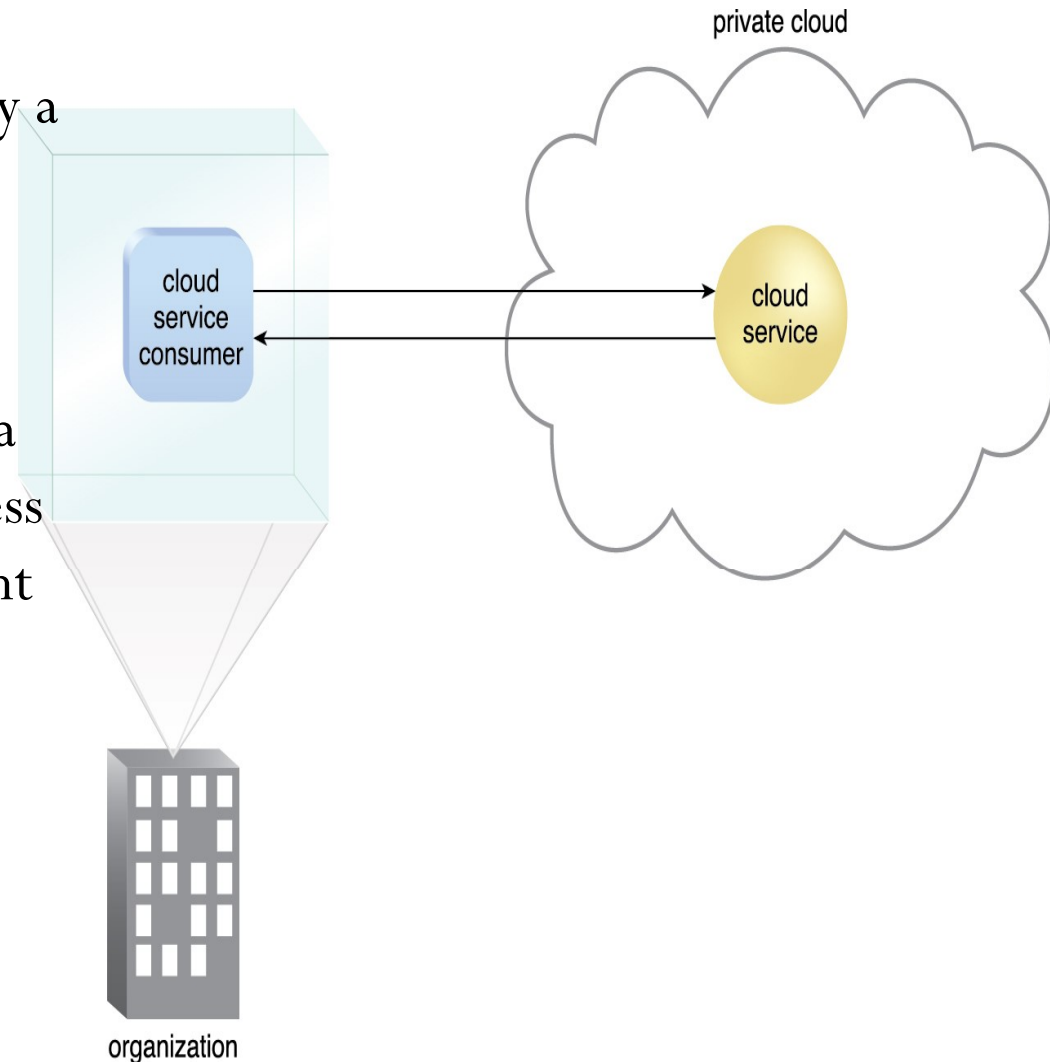 private cloud
y a
cloud
service
consumer
cloud
service
a
ess
nt
organization